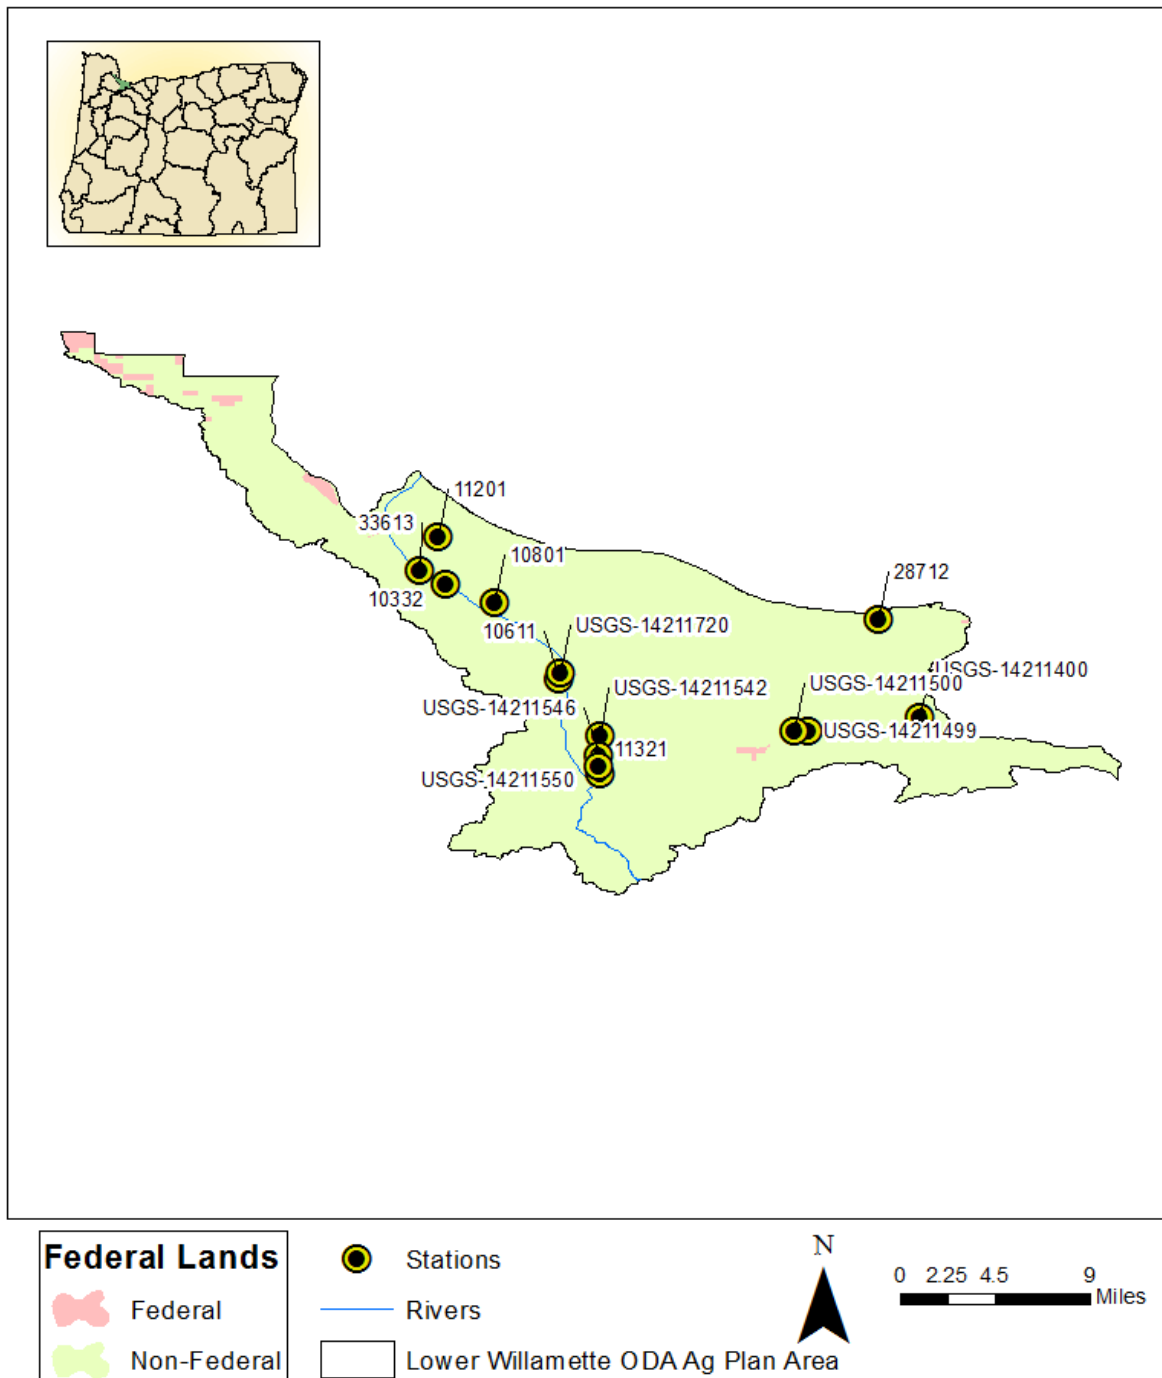 11201
33613
10801
28712
10332
10611
USGS-14211720
USGS-14211400
USGS-14211542
USGS-14211500
USGS-14211546
USGS-14211499
11321
USGS-14211550
Federal Lands
Federal
Non-Federal
Stations
Rivers
Lower Willamette ODA Ag Plan Area
N
0 2.25 4.5 9
Miles